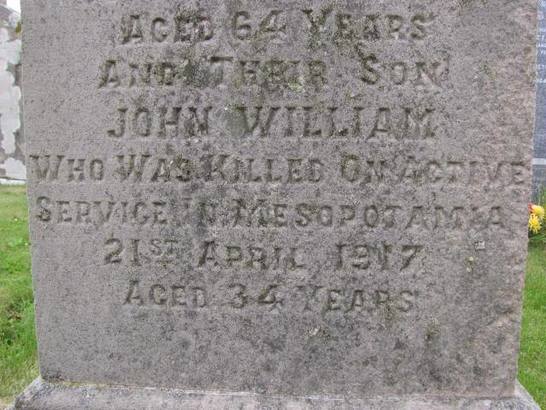 AGED 64 YEARS
AND THEIR SON
JOHN WILLIAM
WHO WAS KILLED ON ACTIVE
SERVICE IN MESOPOTAMIA
21ST APRIL 1917
AGED 34 YEARS